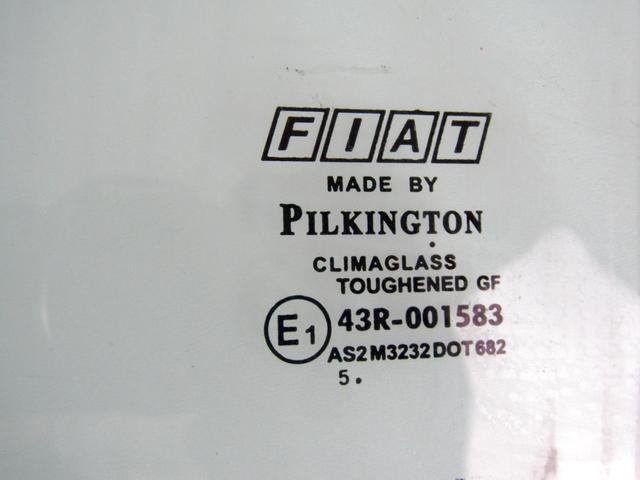 FIAT
MADE BY
PILKINGTON
CLIMAGLASS
TOUGHENED GF
E1 43R-001583
AS2 M3232 DOT 682
5.